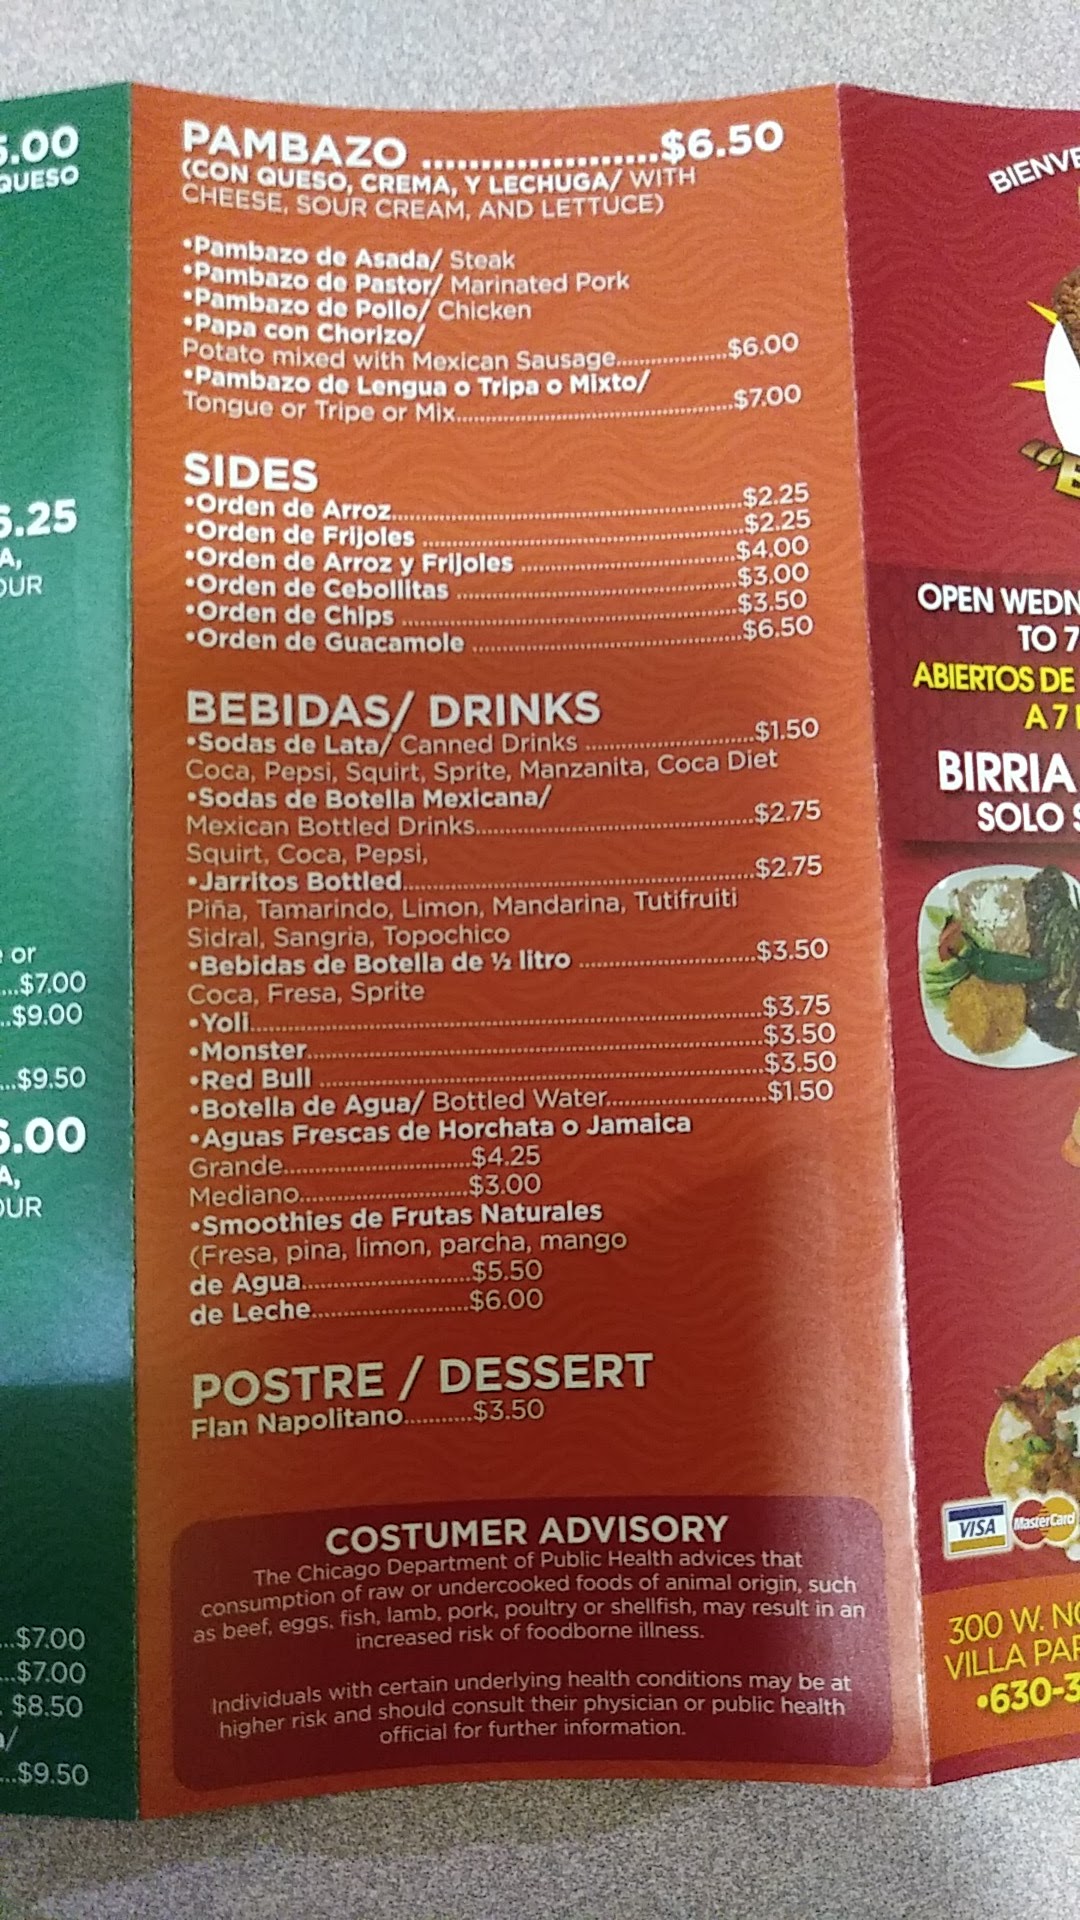 5.00
QUESO
6.25
A,
OUR
e or
...$7.00
..$9.00
...$9.50
6.00
A,
OUR
...$7.00
...$7.00
. $8.50
/
...$9.50
PAMBAZO ......................$6.50
(CON QUESO, CREMA, Y LECHUGA/ WITH
CHEESE, SOUR CREAM, AND LETTUCE)
•Pambazo de Asada/ Steak
•Pambazo de Pastor/ Marinated Pork
•Pambazo de Pollo/ Chicken
•Papa con Chorizo/
Potato mixed with Mexican Sausage...................$6.00
•Pambazo de Lengua o Tripa o Mixto/
Tongue or Tripe or Mix................................................$7.00
SIDES
•Orden de Arroz............................................................$2.25
•Orden de Frijoles .......................................................$2.25
•Orden de Arroz y Frijoles .....................................$4.00
•Orden de Cebollitas ................................................$3.00
•Orden de Chips ..........................................................$3.50
•Orden de Guacamole ..............................................$6.50
BEBIDAS/ DRINKS
•Sodas de Lata/ Canned Drinks .............................$1.50
Coca, Pepsi, Squirt, Sprite, Manzanita, Coca Diet
•Sodas de Botella Mexicana/
Mexican Bottled Drinks................................................$2.75
Squirt, Coca, Pepsi,
•Jarritos Bottled............................................................$2.75
Piña, Tamarindo, Limon, Mandarina, Tutifruiti
Sidral, Sangria, Topochico
•Bebidas de Botella de ½ litro ..............................$3.50
Coca, Fresa, Sprite
•Yoli........................................................................................$3.75
•Monster..............................................................................$3.50
•Red Bull ............................................................................$3.50
•Botella de Agua/ Bottled Water...........................$1.50
•Aguas Frescas de Horchata o Jamaica
Grande................................$4.25
Mediano.............................$3.00
•Smoothies de Frutas Naturales
(Fresa, pina, limon, parcha, mango
de Agua.............................$5.50
de Leche...........................$6.00
POSTRE / DESSERT
Flan Napolitano...........$3.50
COSTUMER ADVISORY
The Chicago Department of Public Health advices that
consumption of raw or undercooked foods of animal origin, such
as beef, eggs, fish, lamb, pork, poultry or shellfish, may result in an
increased risk of foodborne illness.
Individuals with certain underlying health conditions may be at
higher risk and should consult their physician or public health
official for further information.
BIENVE
OPEN WEDN
TO 7
ABIERTOS DE
A 7
BIRRIA
SOLO S
VISA
MasterCard
300 W. NO
VILLA PAR
•630-3